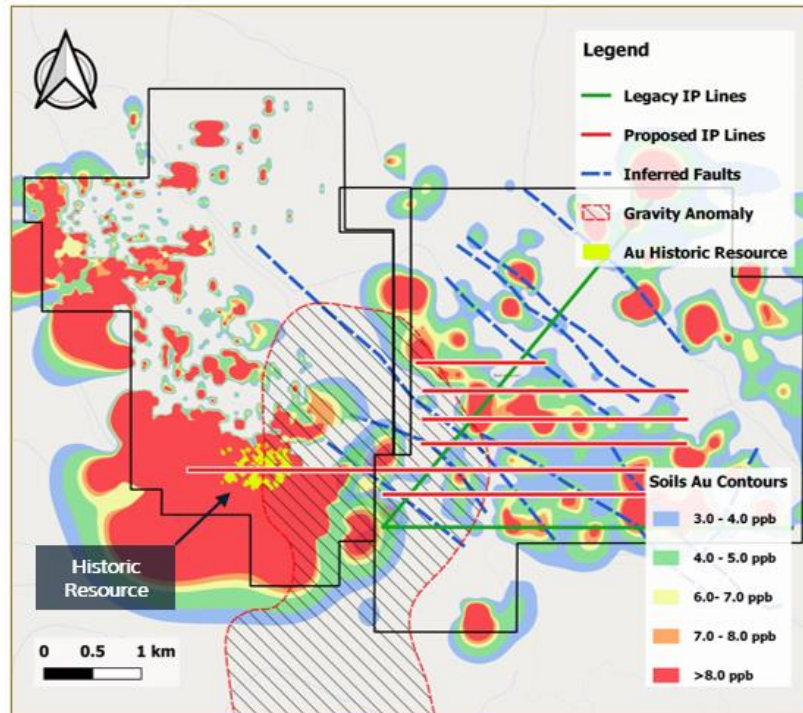 Legend
Legacy IP Lines
Proposed IP Lines
Inferred Faults
Gravity Anomaly
Au Historic Resource
Historic
Resource
0 0.5 1 km
Soils Au Contours
3.0 - 4.0 ppb
4.0 - 5.0 ppb
6.0- 7.0 ppb
7.0 - 8.0 ppb
>8.0 ppb